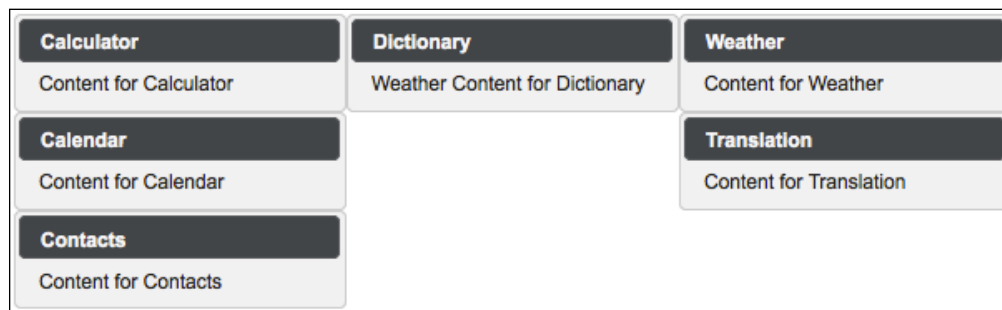 Calculator
Content for Calculator
Calendar
Content for Calendar
Contacts
Content for Contacts
Dictionary
Weather Content for Dictionary
Weather
Content for Weather
Translation
Content for Translation